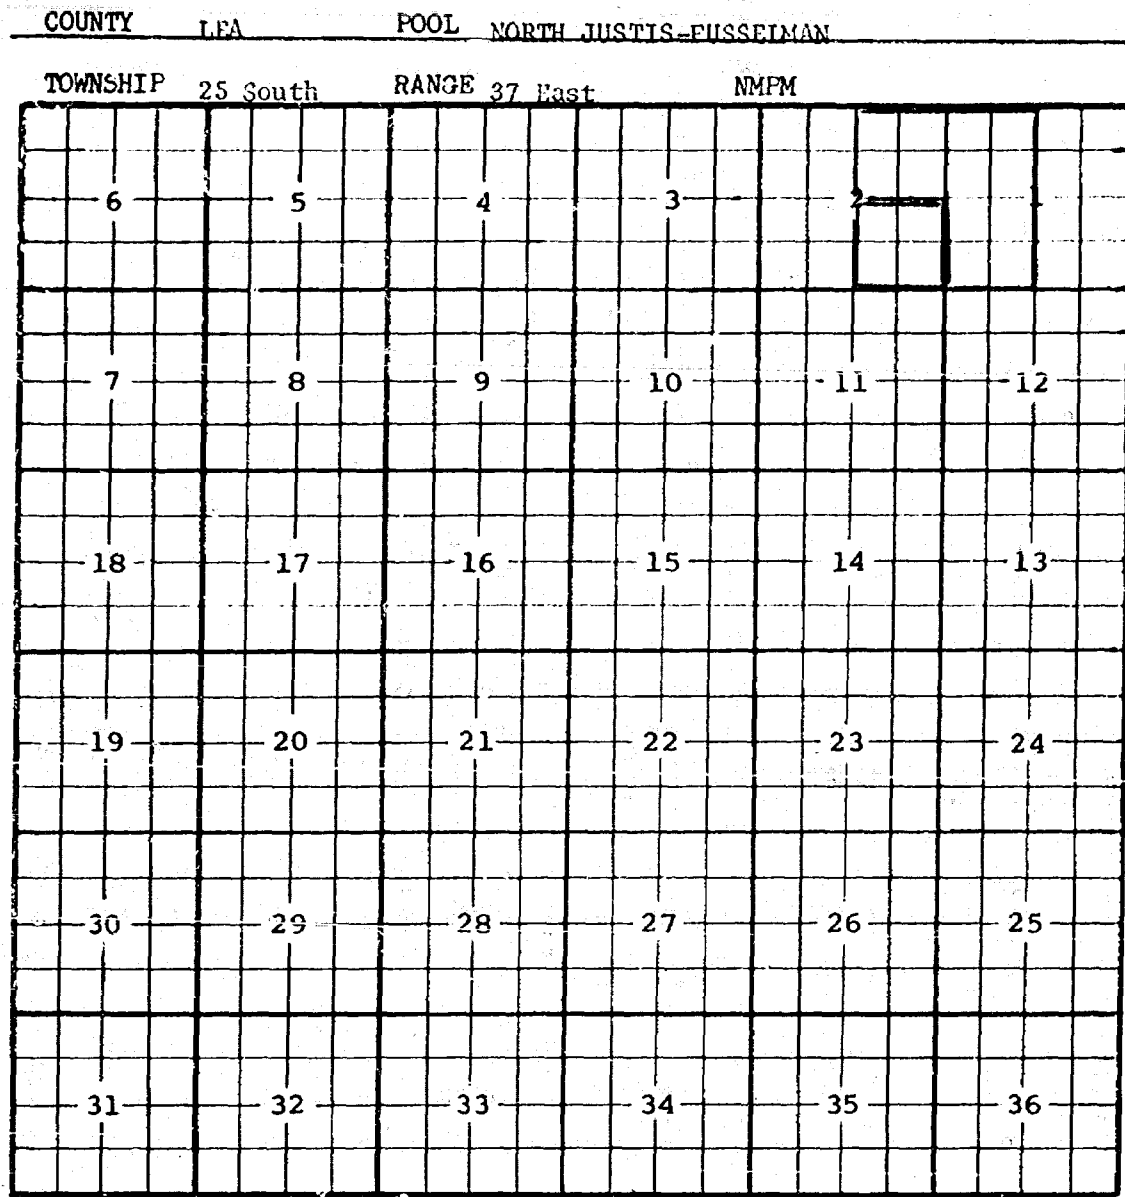 COUNTY LEA POOL NORTH JUSTIS-FUSSELMAN
TOWNSHIP 25 South RANGE 37 East NMPM
6 5 4 3 2 1
7 8 9 10 11 12
18 17 16 15 14 13
19 20 21 22 23 24
30 29 28 27 26 25
31 32 33 34 35 36